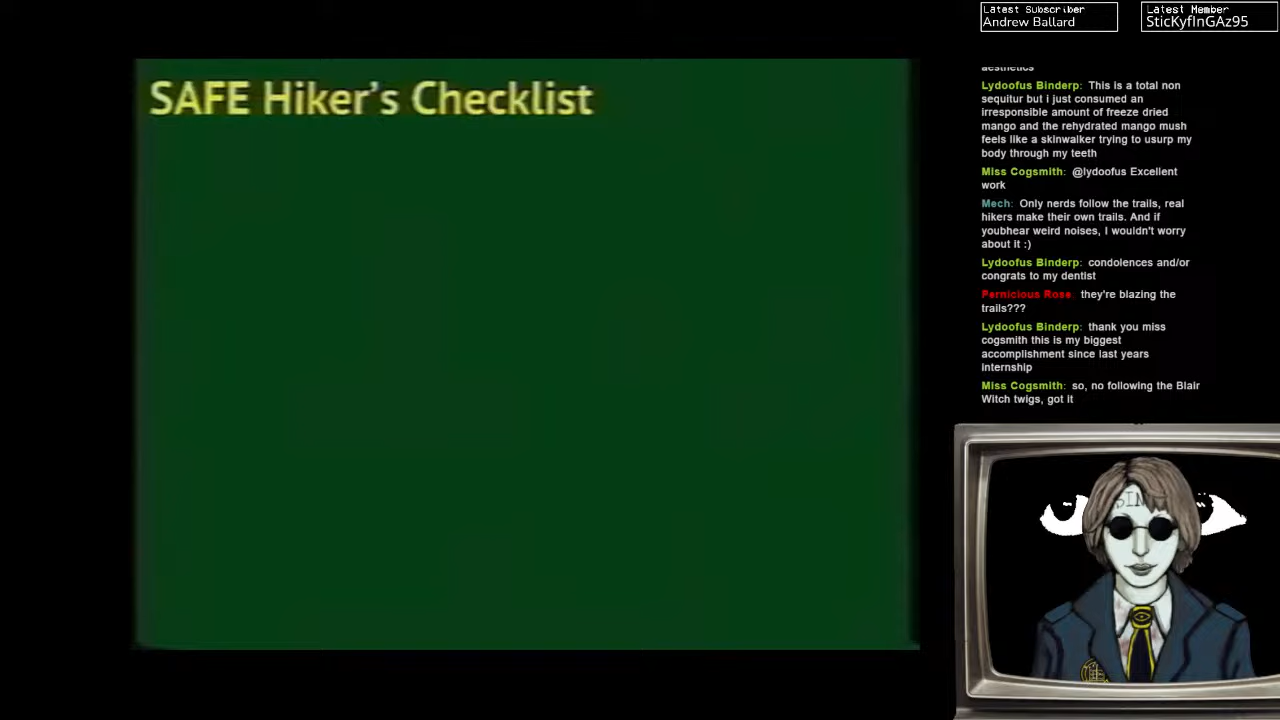 Latest Subscriber
Andrew Ballard
Latest Member
SticKyfInGAz95
SAFE Hiker's Checklist
aesthetics
Lydoofus Binderp: This is a total non
sequitur but i just consumed an
irresponsible amount of freeze dried
mango and the rehydrated mango mush
feels like a skinwalker trying to usurp my
body through my teeth
Miss Cogsmith: @lydoofus Excellent
work
Mech: Only nerds follow the trails, real
hikers make their own trails. And if
youbhear weird noises, I wouldn't worry
about it :)
Lydoofus Binderp: condolences and/or
congrats to my dentist
Pernicious Rose: they're blazing the
trails???
Lydoofus Binderp: thank you miss
cogsmith this is my biggest
accomplishment since last years
internship
Miss Cogsmith: so, no following the Blair
Witch twigs, got it
SIN